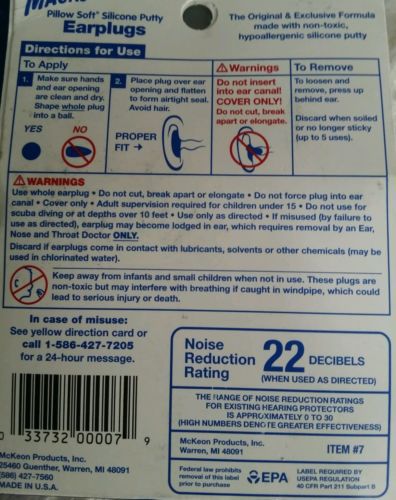 Pillow Soft® Silicone Putty
Earplugs
The Original & Exclusive Formula
made with non-toxic,
hypoallergenic silicone putty
Directions for Use
To Apply
1. Make sure hands
and ear opening
are clean and dry.
Shape whole plug
into a ball.
YES NO
2. Place plug over ear
opening and flatten
to form airtight seal.
Avoid hair.
PROPER
FIT
Warnings
Do not insert
into ear canal!
COVER ONLY!
Do not cut, break
apart or elongate.
To Remove
To loosen and
remove, press up
behind ear.
Discard when soiled
or no longer sticky
(up to 5 uses).
WARNINGS
Use whole earplug • Do not cut, break apart or elongate • Do not force plug into ear
canal • Cover only • Adult supervision required for children under 15 • Do not use for
scuba diving or at depths over 10 feet • Use only as directed • If misused (by failure to
use as directed), earplug may become lodged in ear, which requires removal by an Ear,
Nose and Throat Doctor ONLY.
Discard if earplugs come in contact with lubricants, solvents or other chemicals (may be
used in chlorinated water).
Keep away from infants and small children when not in use. These plugs are
non-toxic but may interfere with breathing if caught in windpipe, which could
lead to serious injury or death.
In case of misuse:
See yellow direction card or
call 1-586-427-7205
for a 24-hour message.
0 33732 00007 9
McKeon Products, Inc.
25460 Guenther, Warren, MI 48091
(586) 427-7560
MADE IN U.S.A.
Noise
Reduction
Rating
22 DECIBELS
(WHEN USED AS DIRECTED)
THE RANGE OF NOISE REDUCTION RATINGS
FOR EXISTING HEARING PROTECTORS
IS APPROXIMATELY 0 TO 30
(HIGH NUMBERS DENOTE GREATER EFFECTIVENESS)
McKeon Products, Inc.
Warren, MI 48091
ITEM #7
Federal law prohibits
removal of this label
prior to purchase
EPA
LABEL REQUIRED BY
USEPA REGULATION
40 CFR Part 211 Subpart B